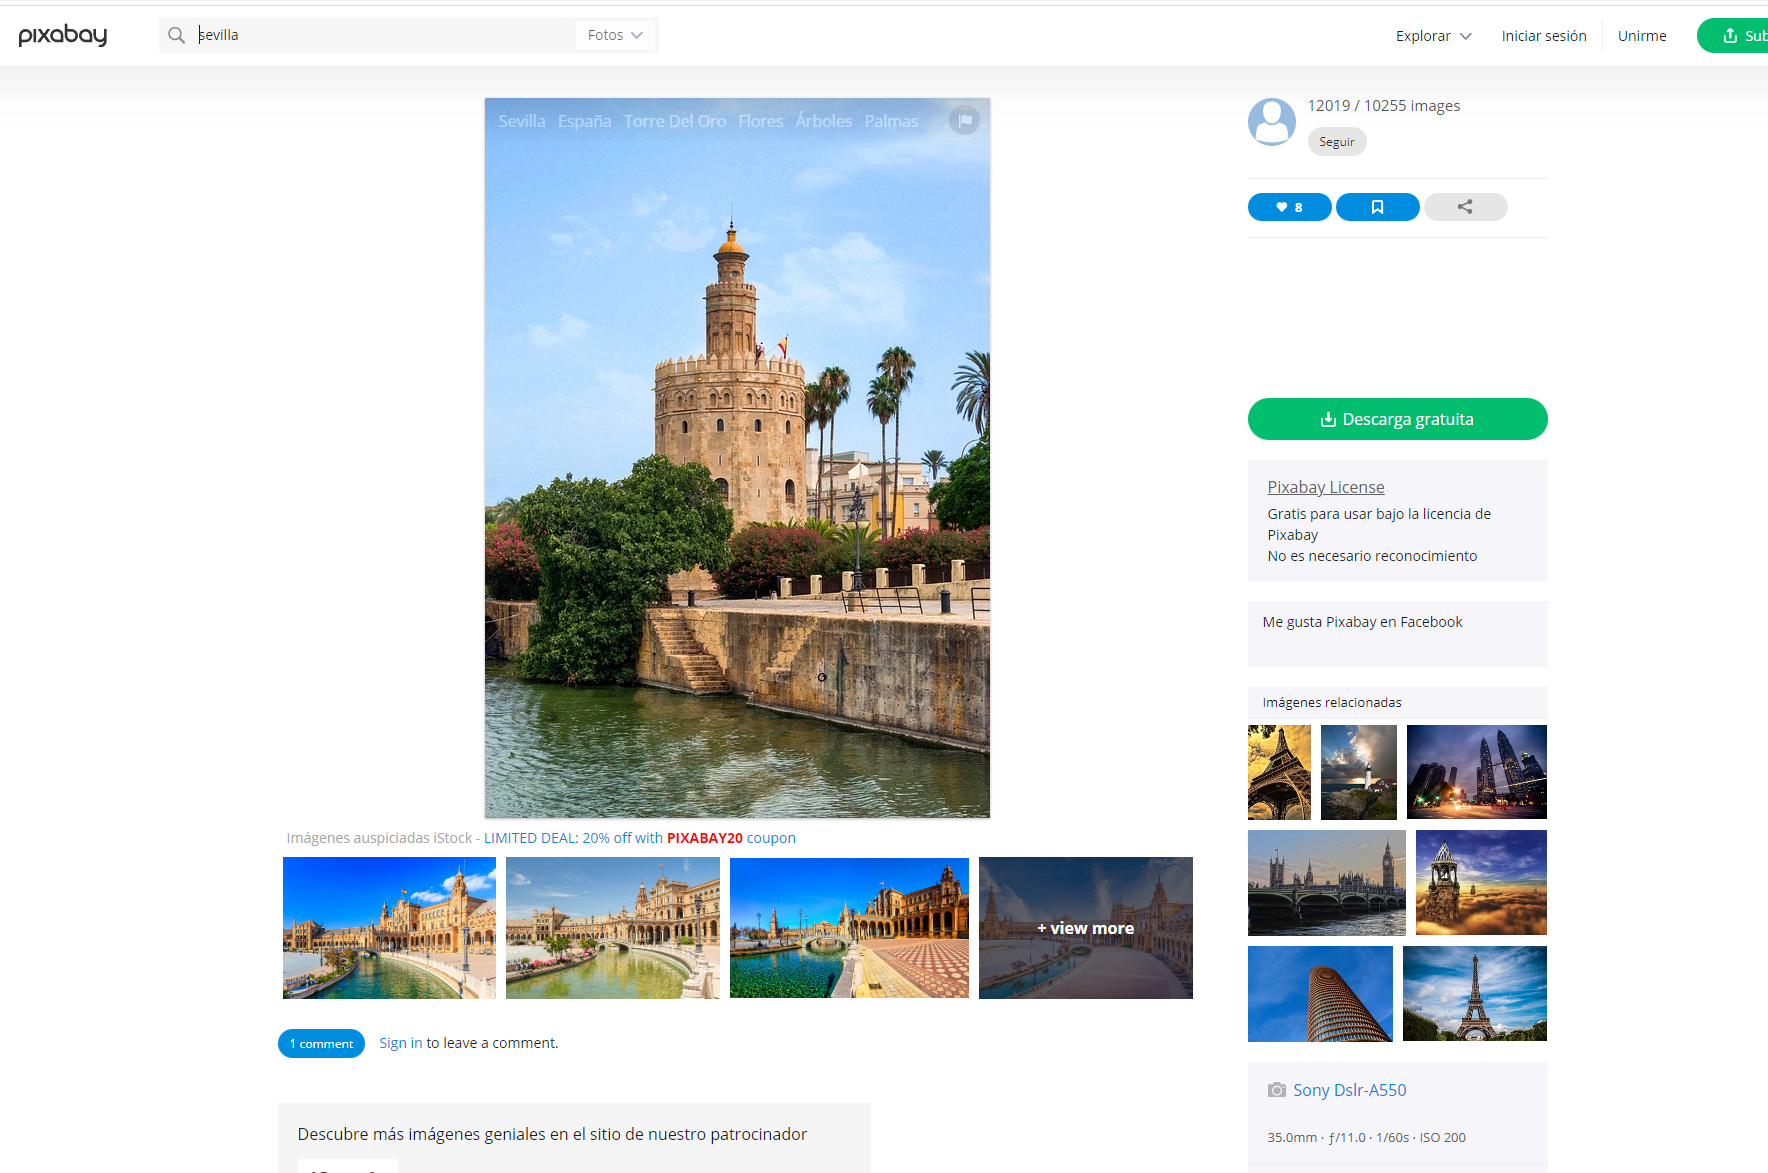 pixabay
sevilla
Fotos
Explorar
Iniciar sesión
Unirme
Sub
Sevilla España Torre Del Oro Flores Árboles Palmas
12019 / 10255 images
Seguir
8
Descarga gratuita
Pixabay License
Gratis para usar bajo la licencia de
Pixabay
No es necesario reconocimiento
Me gusta Pixabay en Facebook
Imágenes relacionadas
Imágenes auspiciadas iStock - LIMITED DEAL: 20% off with PIXABAY20 coupon
+ view more
1 comment
Sign in to leave a comment.
Sony Dslr-A550
35.0mm · ƒ/11.0 · 1/60s · ISO 200
Descubre más imágenes geniales en el sitio de nuestro patrocinador